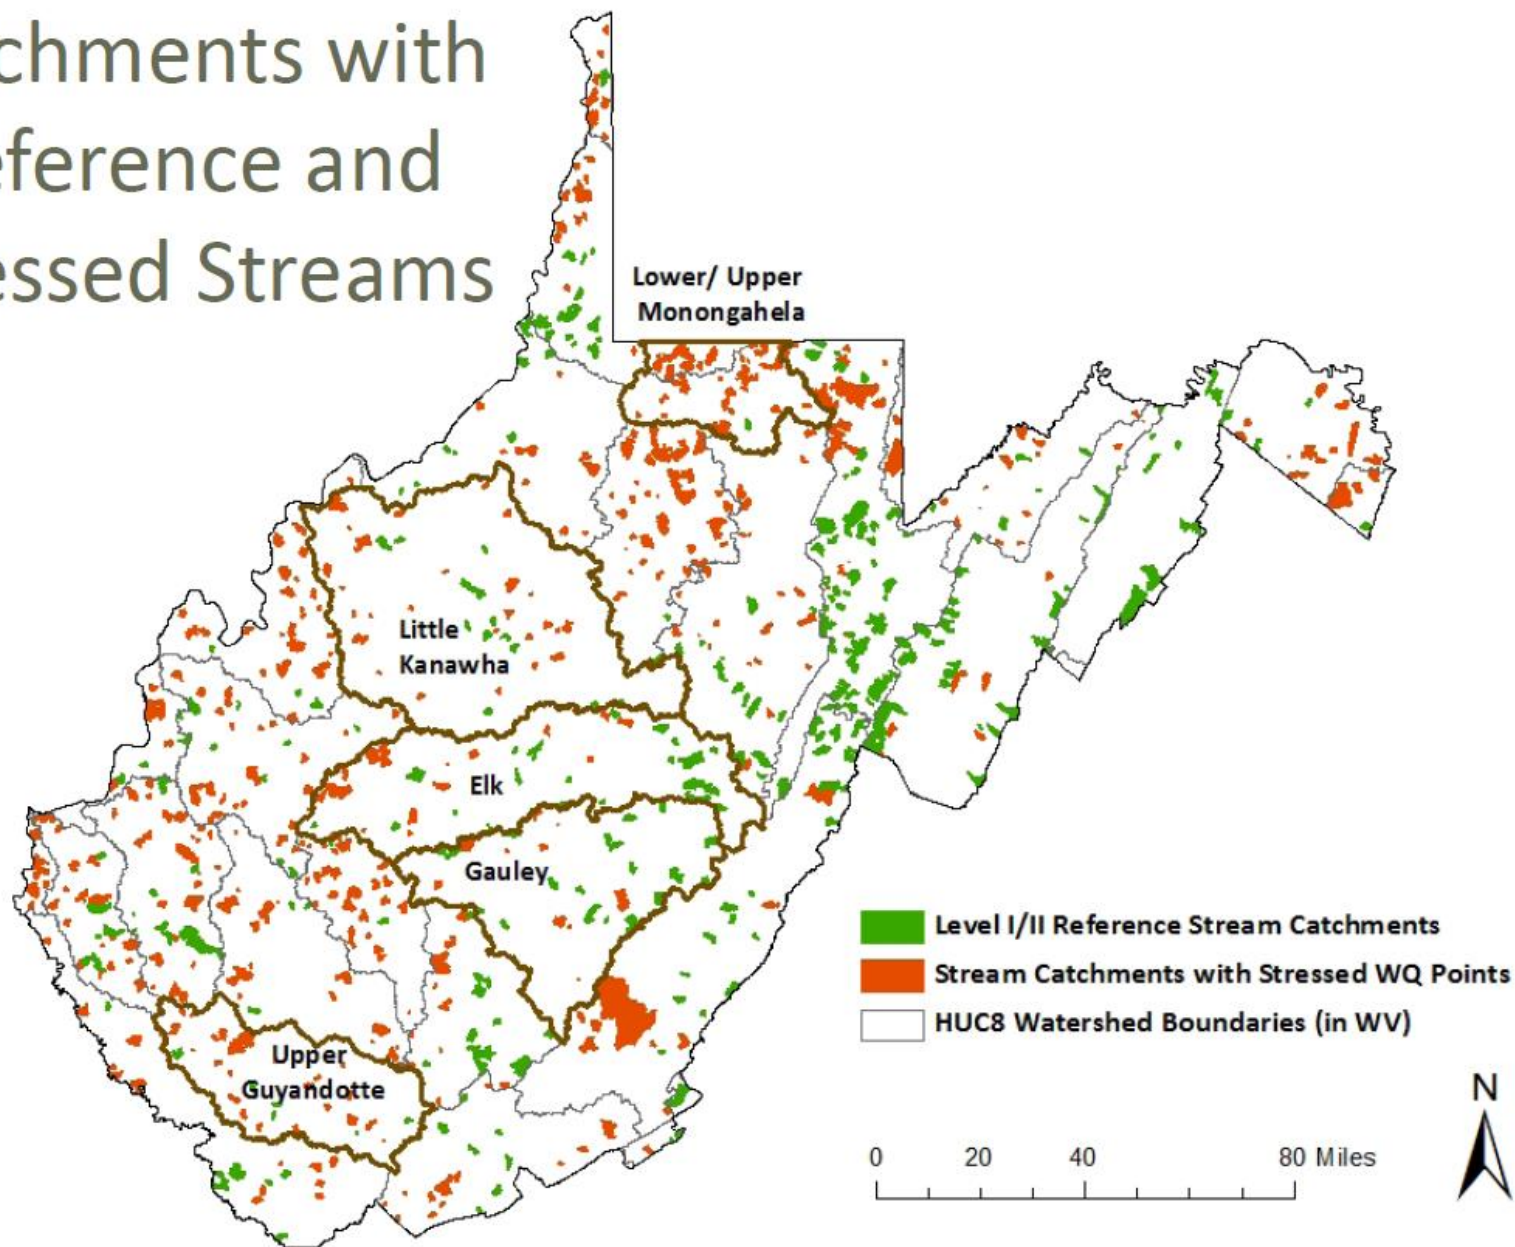 chments with
eference and
essed Streams
Lower/ Upper
Monongahela
Little
Kanawha
Elk
Gauley
Upper
Guyandotte
Level I/II Reference Stream Catchments
Stream Catchments with Stressed WQ Points
HUC8 Watershed Boundaries (in WV)
N
0 20 40 80 Miles